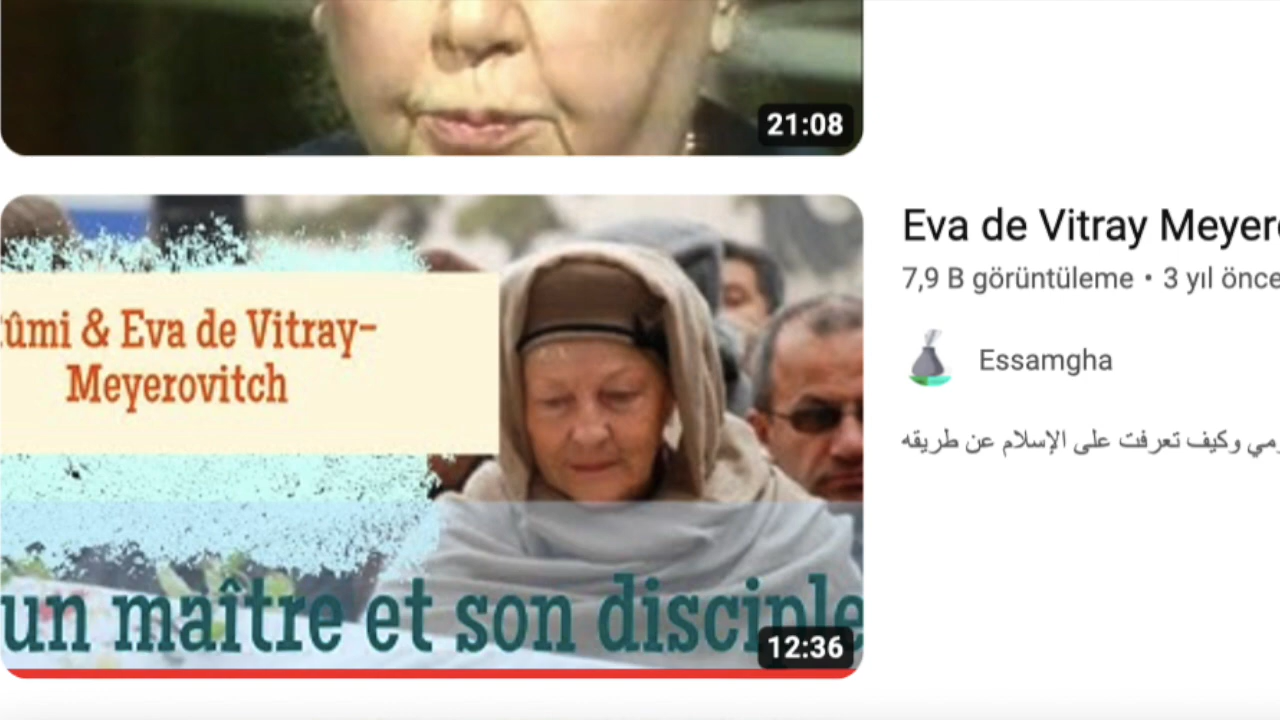 21:08
ûmi & Eva de Vitray-
Meyerovitch
un maître et son disciple
12:36
Eva de Vitray Meyer
7,9 B görüntüleme • 3 yıl önce
Essamgha
مي وكيف تعرفت على الإسلام عن طريقه